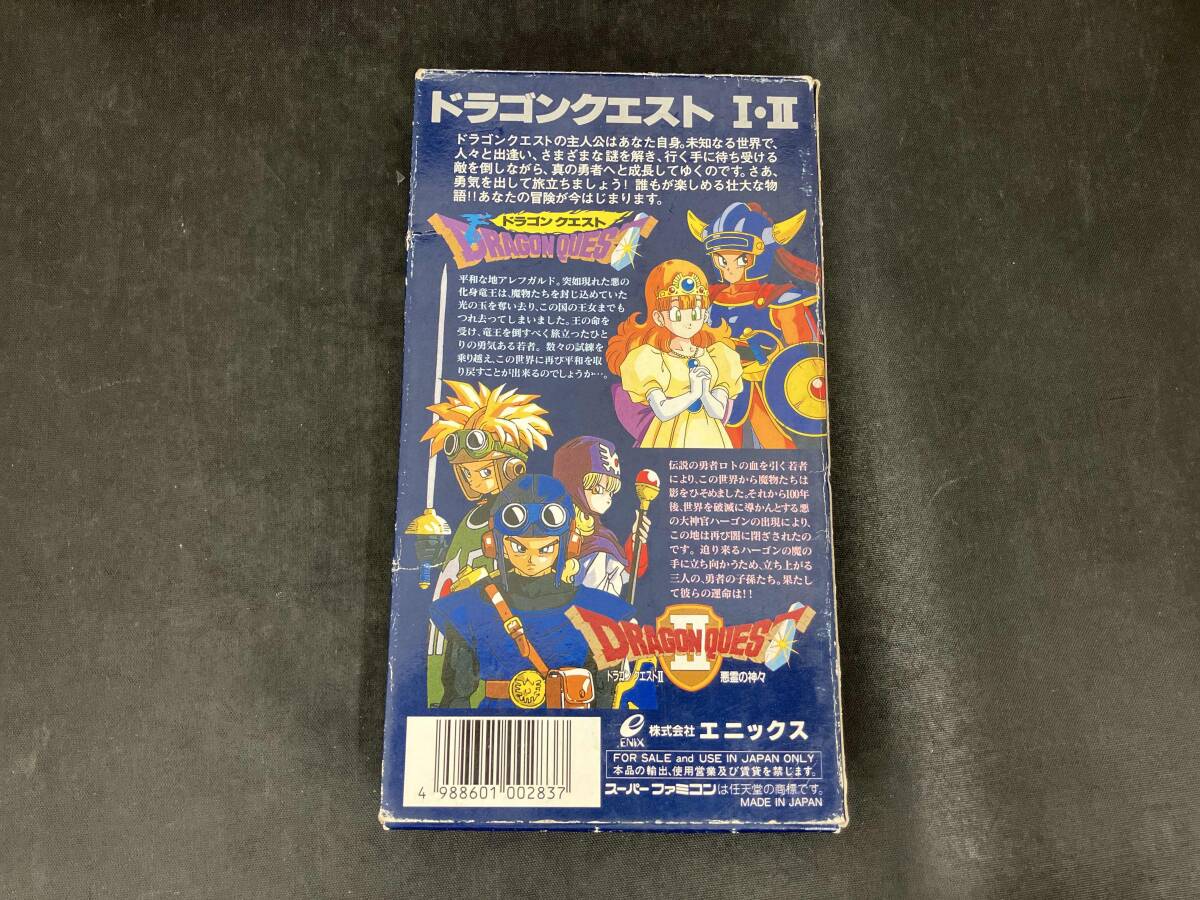 ドラゴンクエスト I・II
ドラゴンクエストの主人公はあなた自身。未知なる世界で、
人々と出逢い、さまざまな謎を解き、行く手に待ち受ける
敵を倒しながら、真の勇者へと成長してゆくのです。さあ、
勇気を出して旅立ちましょう! 誰もが楽しめる壮大な物
語!!あなたの冒険が今はじまります。
ドラゴンクエスト
DRAGON QUEST
平和な地アレフガルド。突如現れた悪の
化身竜王は、魔物たちを封じ込めていた
光の玉を奪い去り、この国の王女までも
つれ去ってしまいました。王の命を
受け、竜王を倒すべく旅立ったひと
りの勇気ある若者。数々の試練を
乗り越え、この世界に再び平和を取
り戻すことが出来るのでしょうか…。
伝説の勇者ロトの血を引く若者
により、この世界から魔物たちは
影をひそめました。それから100年
後、世界を破滅に導かんとする悪
の大神官ハーゴンの出現により、
この地は再び闇に閉ざされたの
です。迫り来るハーゴンの魔の
手に立ち向かうため、立ち上がる
三人の、勇者の子孫たち。果たし
て彼らの運命は!!
DRAGON QUEST
II
ドラゴンクエストII 悪霊の神々
ENIX 株式会社 エニックス
FOR SALE and USE IN JAPAN ONLY
本品の輸出、使用営業及び賃貸を禁じます。
スーパーファミコンは任天堂の商標です。
MADE IN JAPAN
4 988601 002837